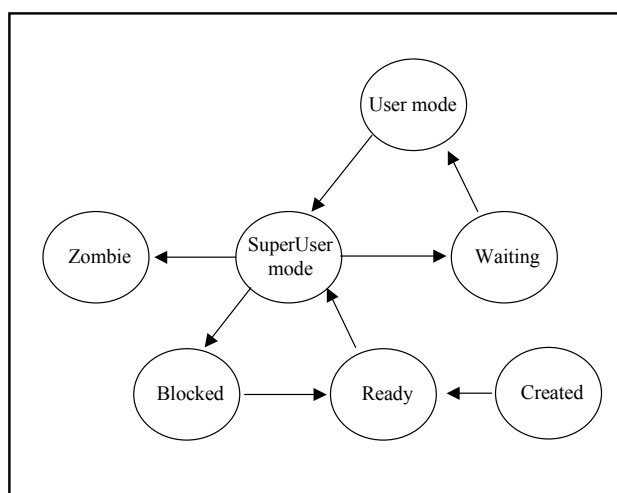 User mode
Zombie
SuperUser
mode
Waiting
Blocked
Ready
Created